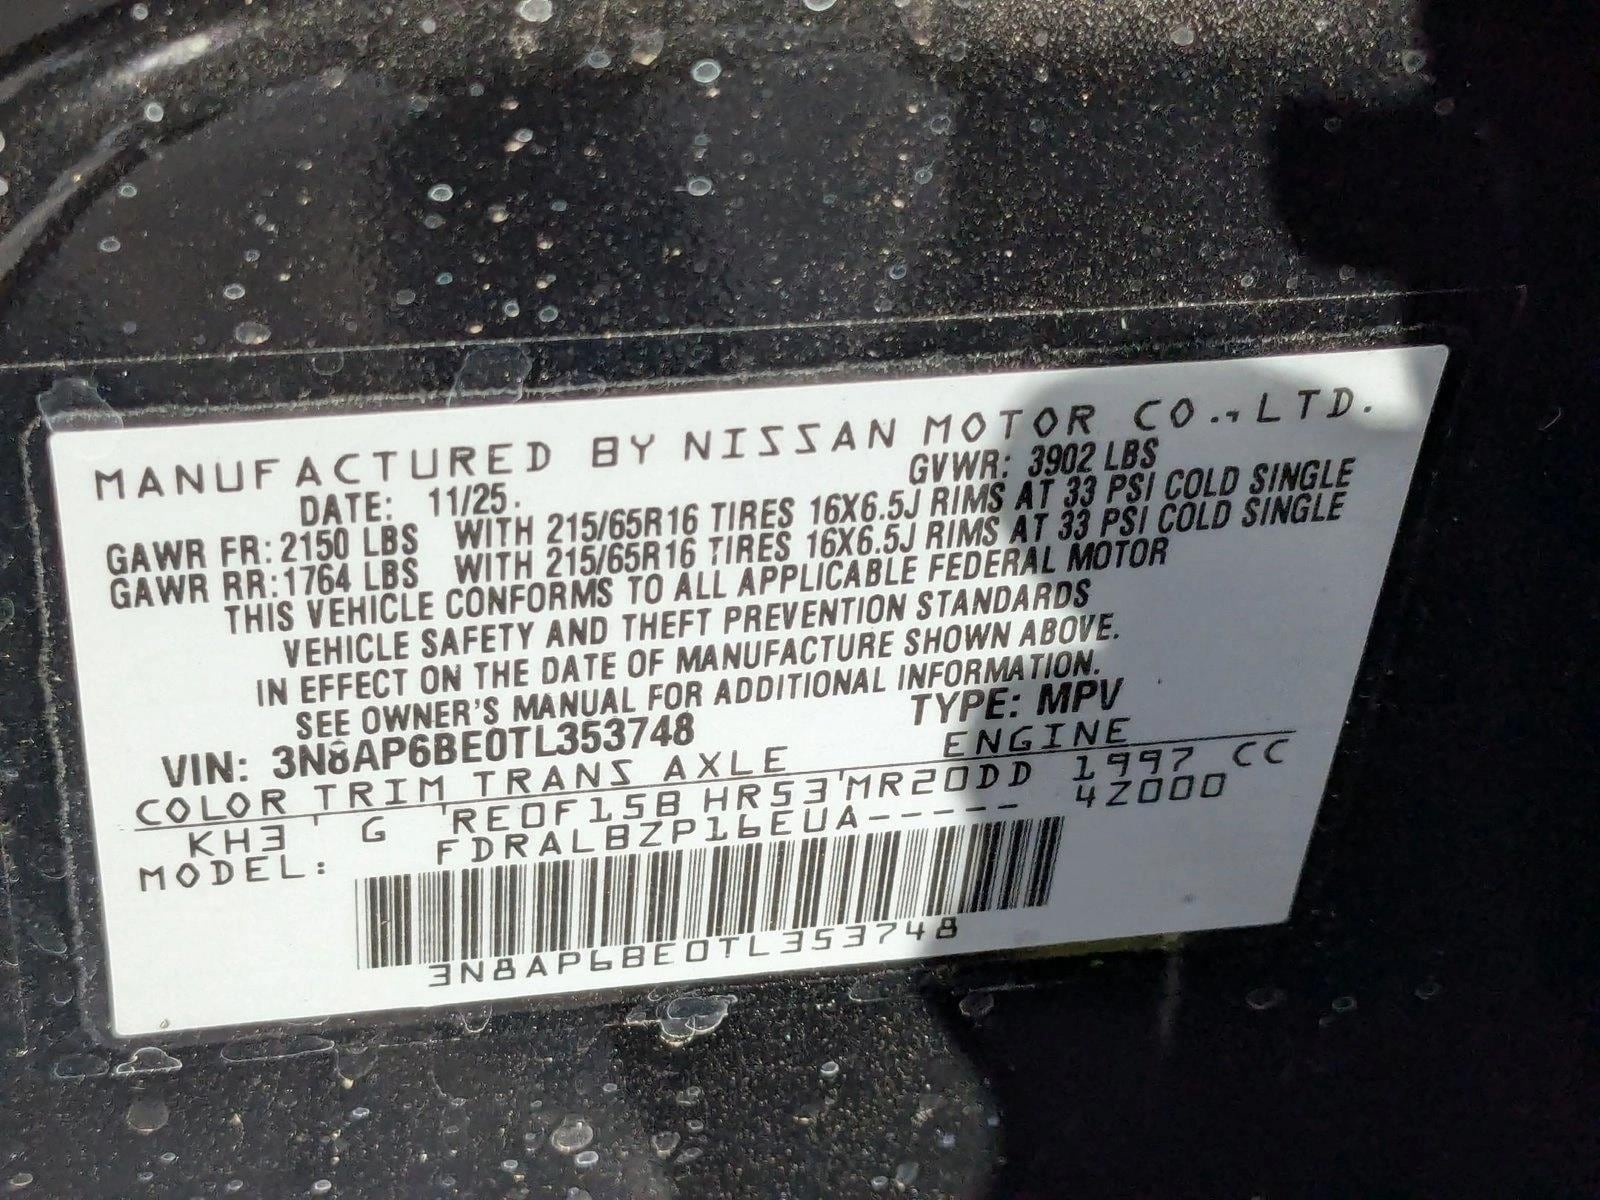 MANUFACTURED BY NISSAN MOTOR CO., LTD.
DATE: 11/25. GVWR: 3902 LBS
GAWR FR: 2150 LBS WITH 215/65R16 TIRES 16X6.5J RIMS AT 33 PSI COLD SINGLE
GAWR RR: 1764 LBS WITH 215/65R16 TIRES 16X6.5J RIMS AT 33 PSI COLD SINGLE
THIS VEHICLE CONFORMS TO ALL APPLICABLE FEDERAL MOTOR
VEHICLE SAFETY AND THEFT PREVENTION STANDARDS
IN EFFECT ON THE DATE OF MANUFACTURE SHOWN ABOVE.
SEE OWNER'S MANUAL FOR ADDITIONAL INFORMATION.
VIN: 3N8AP6BE0TL353748 TYPE: MPV
COLOR TRIM TRANS AXLE ENGINE
KH3 ' G 'RE0F15B HR53'MR20DD 1997 CC
MODEL: FDRALBZP16EUA----- 4Z000
3N8AP6BE0TL353748